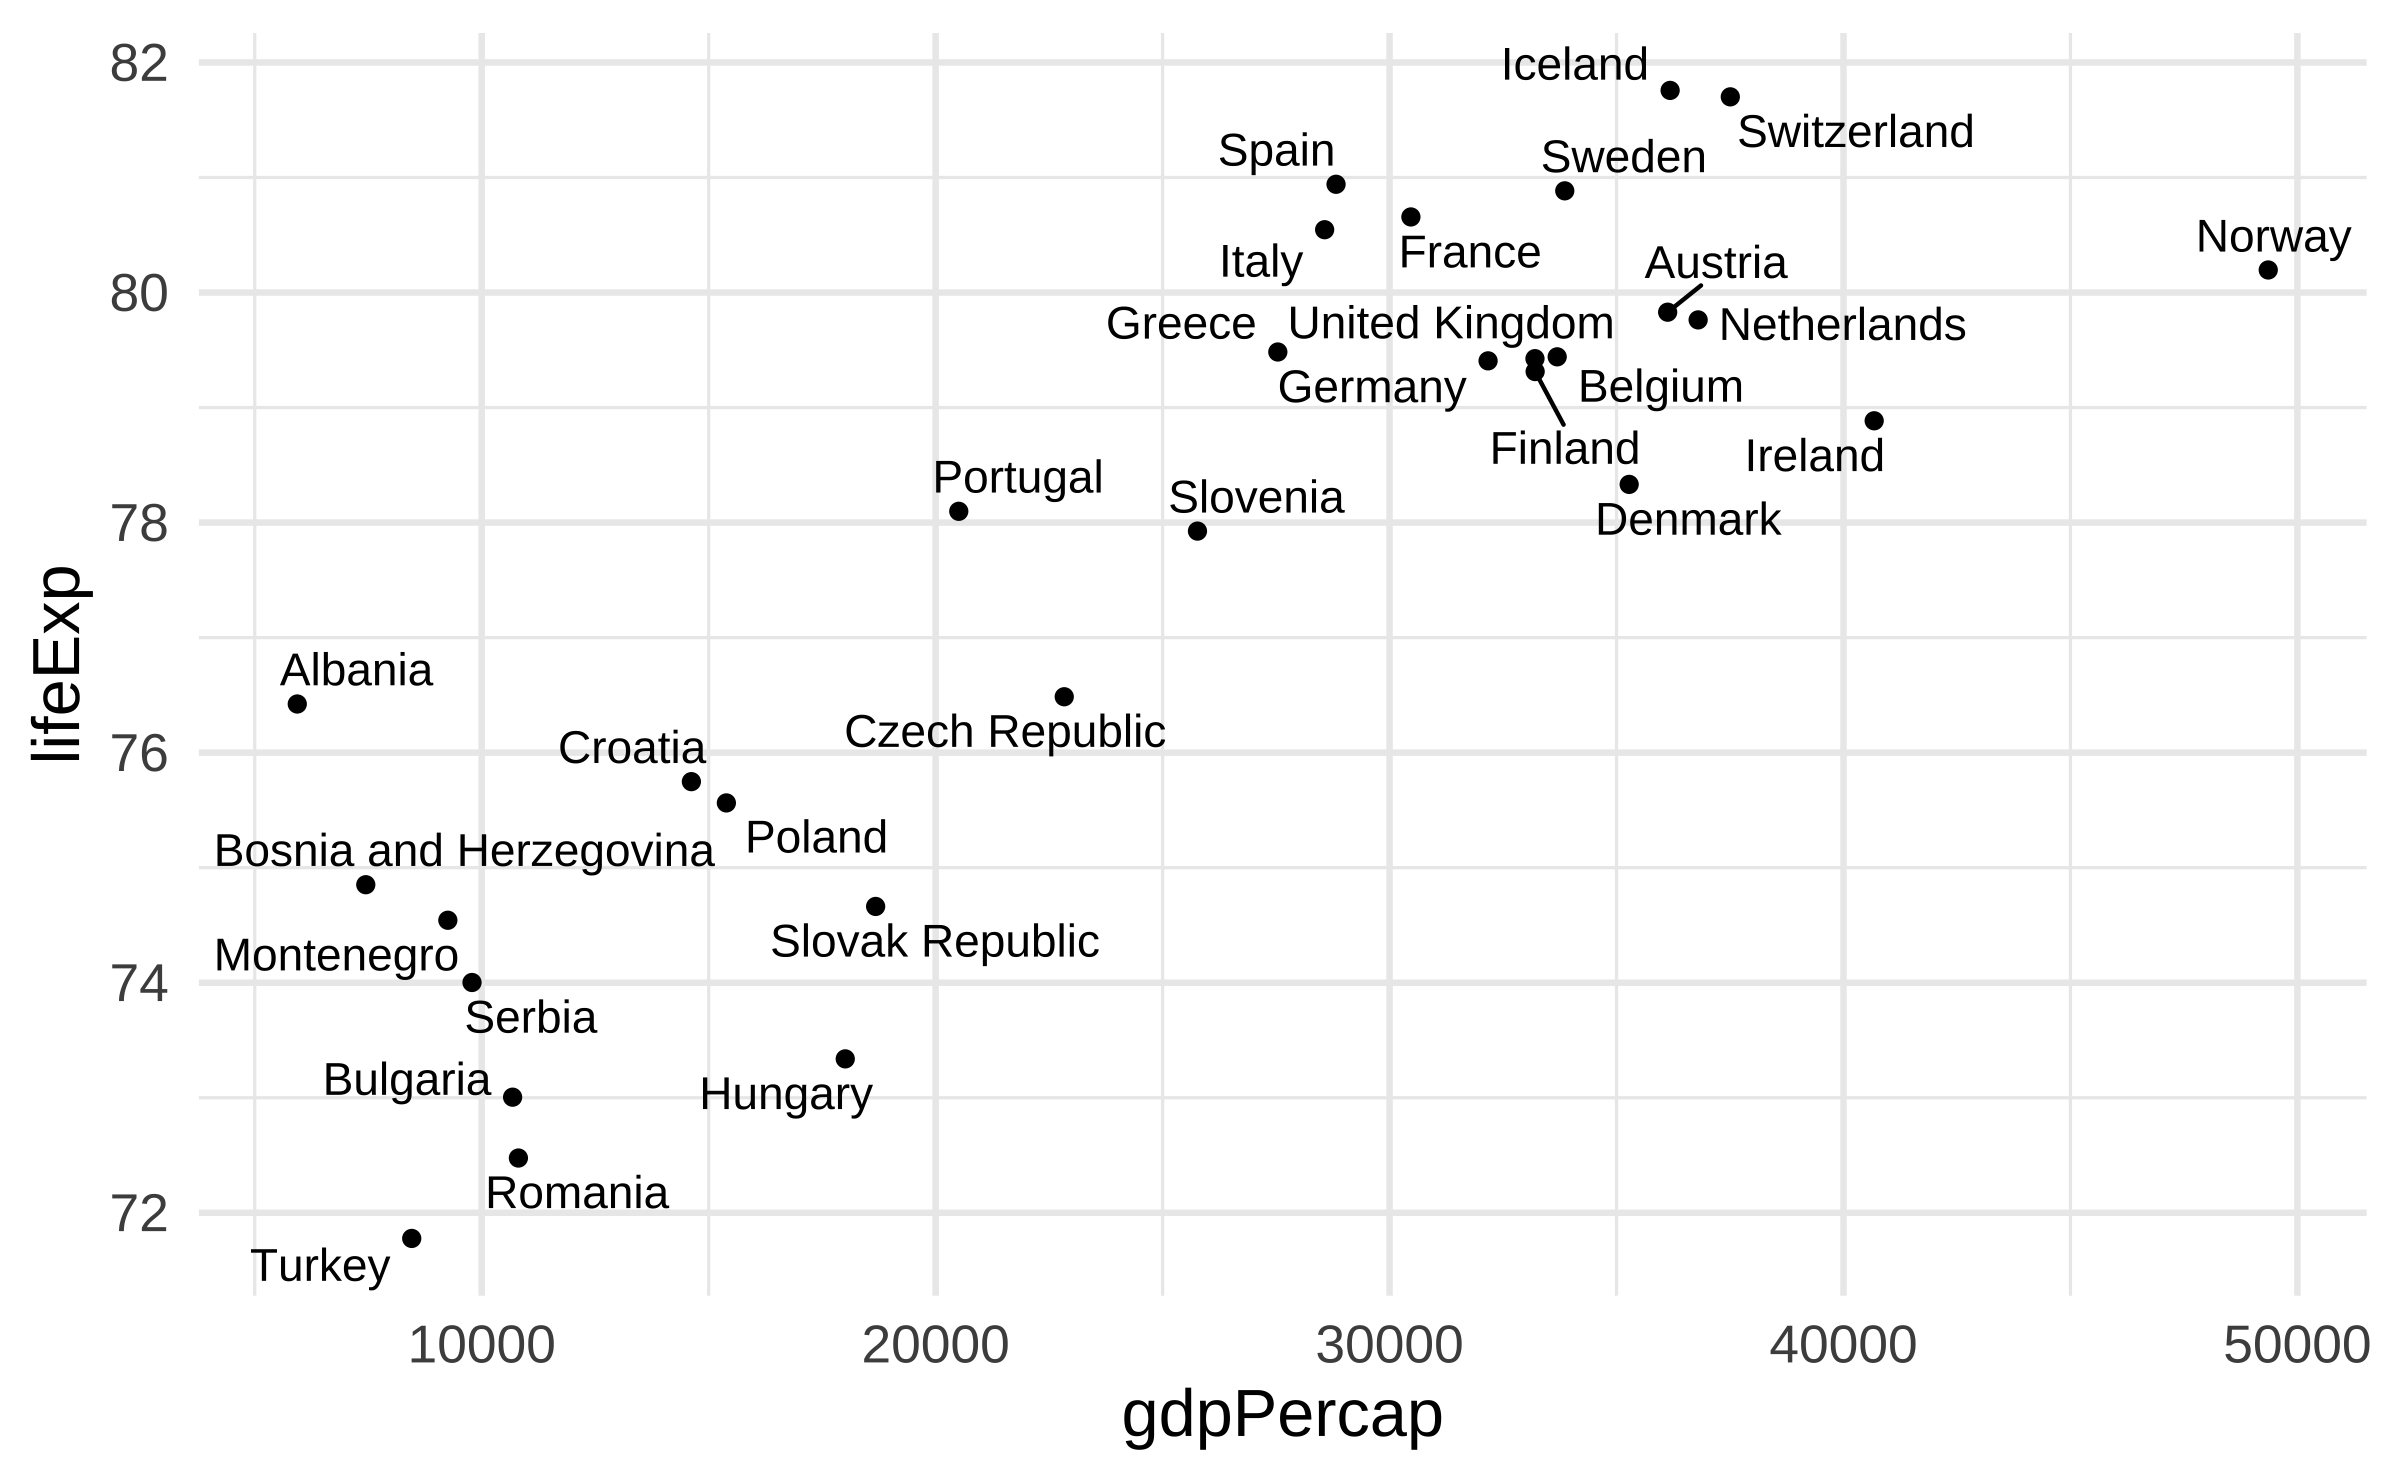 82
Iceland
Switzerland
Spain
Sweden
Norway
Italy
France
Austria
80
Greece
United Kingdom
Netherlands
Germany
Belgium
Finland
Ireland
Portugal
Slovenia
78
Denmark
lifeExp
Albania
Czech Republic
Croatia
76
Poland
Bosnia and Herzegovina
Slovak Republic
Montenegro
74
Serbia
Bulgaria
Hungary
Romania
72
Turkey
10000
20000
30000
40000
50000
gdpPercap